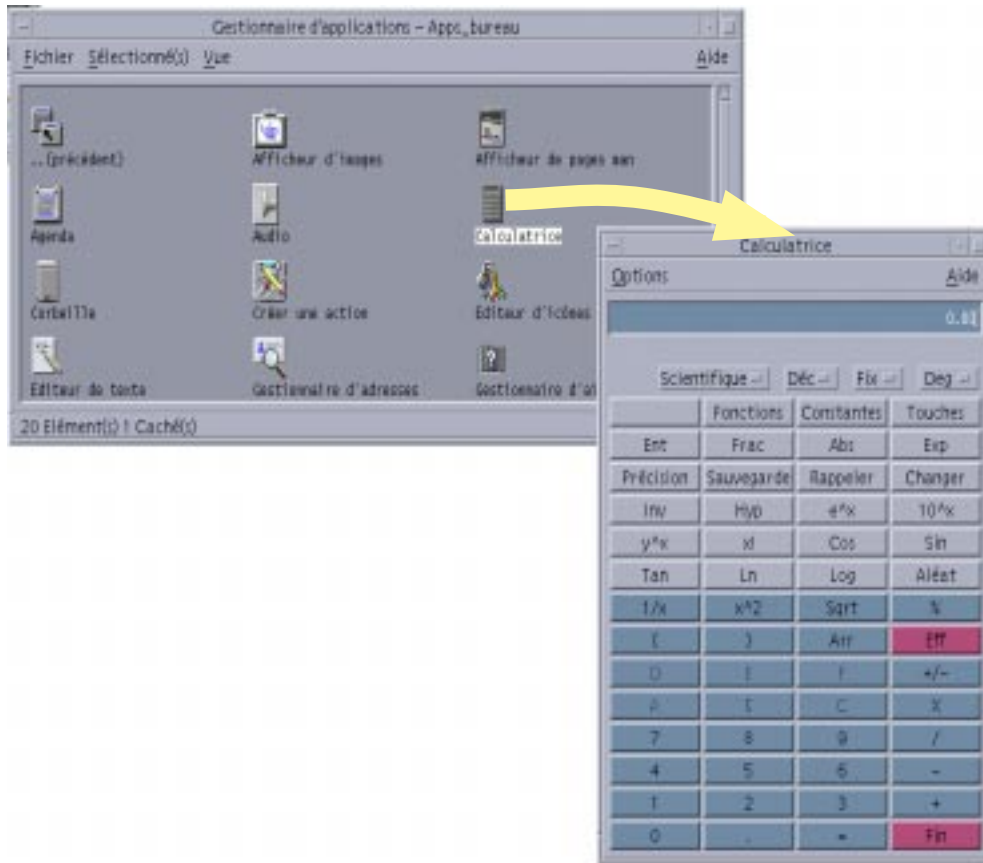 Gestionnaire d'applications - Apps_bureau
Fichier Sélectionné(s) Vue Aide
..(précédent) Afficheur d'images Afficheur de pages man
Agenda Audio Calculatrice
Corbeille Créer une action Editeur d'icônes
Editeur de texte Gestionnaire d'adresses Gestionnaire d'ai
20 Elément(s) 1 Caché(s)
Calculatrice
Options Aide
Scientifique Déc Fix Deg
Fonctions Constantes Touches
Ent Frac Abs Exp
Précision Sauvegarde Rappeler Changer
Inv Hyp e^x 10^x
y^x x! Cos Sin
Tan Ln Log Aléat
1/x x^2 Sqrt %
( ) Arr Eff
D E F +/-
A B C X
7 8 9 /
4 5 6 -
1 2 3 +
0 . = Fin